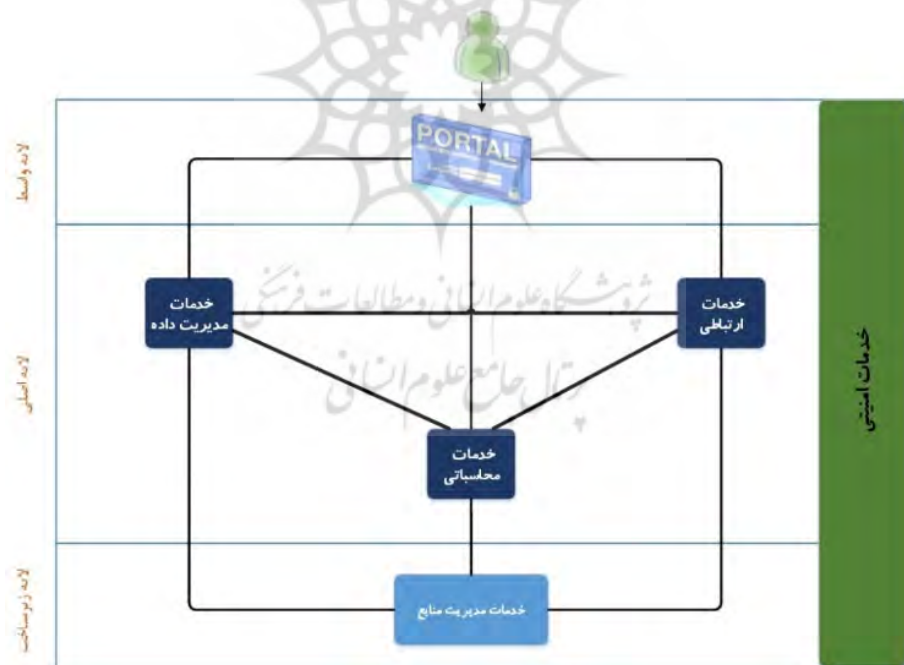 PORTAL
لایه واسط
پژوهشگاه علوم انسانی و مطالعات فرهنگی
پرتال جامع علوم انسانی
خدمات
ارتباطی
خدمات
مدیریت داده
خدمات امنیتی
لایه اصلی
خدمات
محاسباتی
لایه زیرساخت
خدمات مدیریت منابع